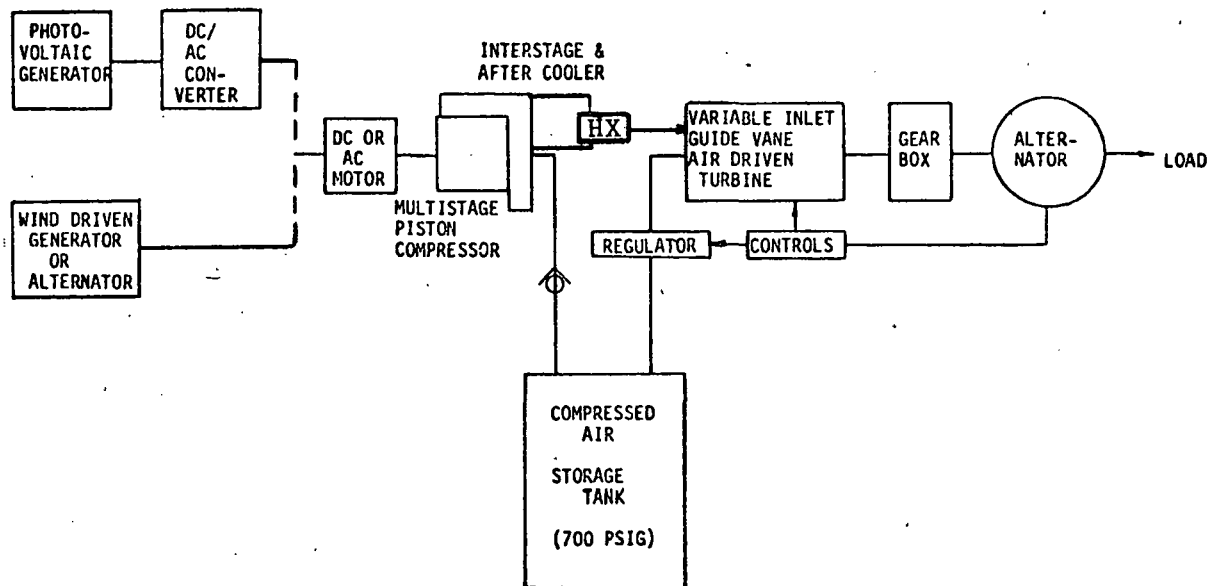 PHOTO-
VOLTAIC
GENERATOR
DC/
AC
CON-
VERTER
INTERSTAGE &
AFTER COOLER
HX
DC OR
AC
MOTOR
MULTISTAGE
PISTON
COMPRESSOR
VARIABLE INLET
GUIDE VANE
AIR DRIVEN
TURBINE
GEAR
BOX
ALTER-
NATOR
LOAD
WIND DRIVEN
GENERATOR
OR
ALTERNATOR
REGULATOR
CONTROLS
COMPRESSED
AIR
STORAGE
TANK
(700 PSIG)